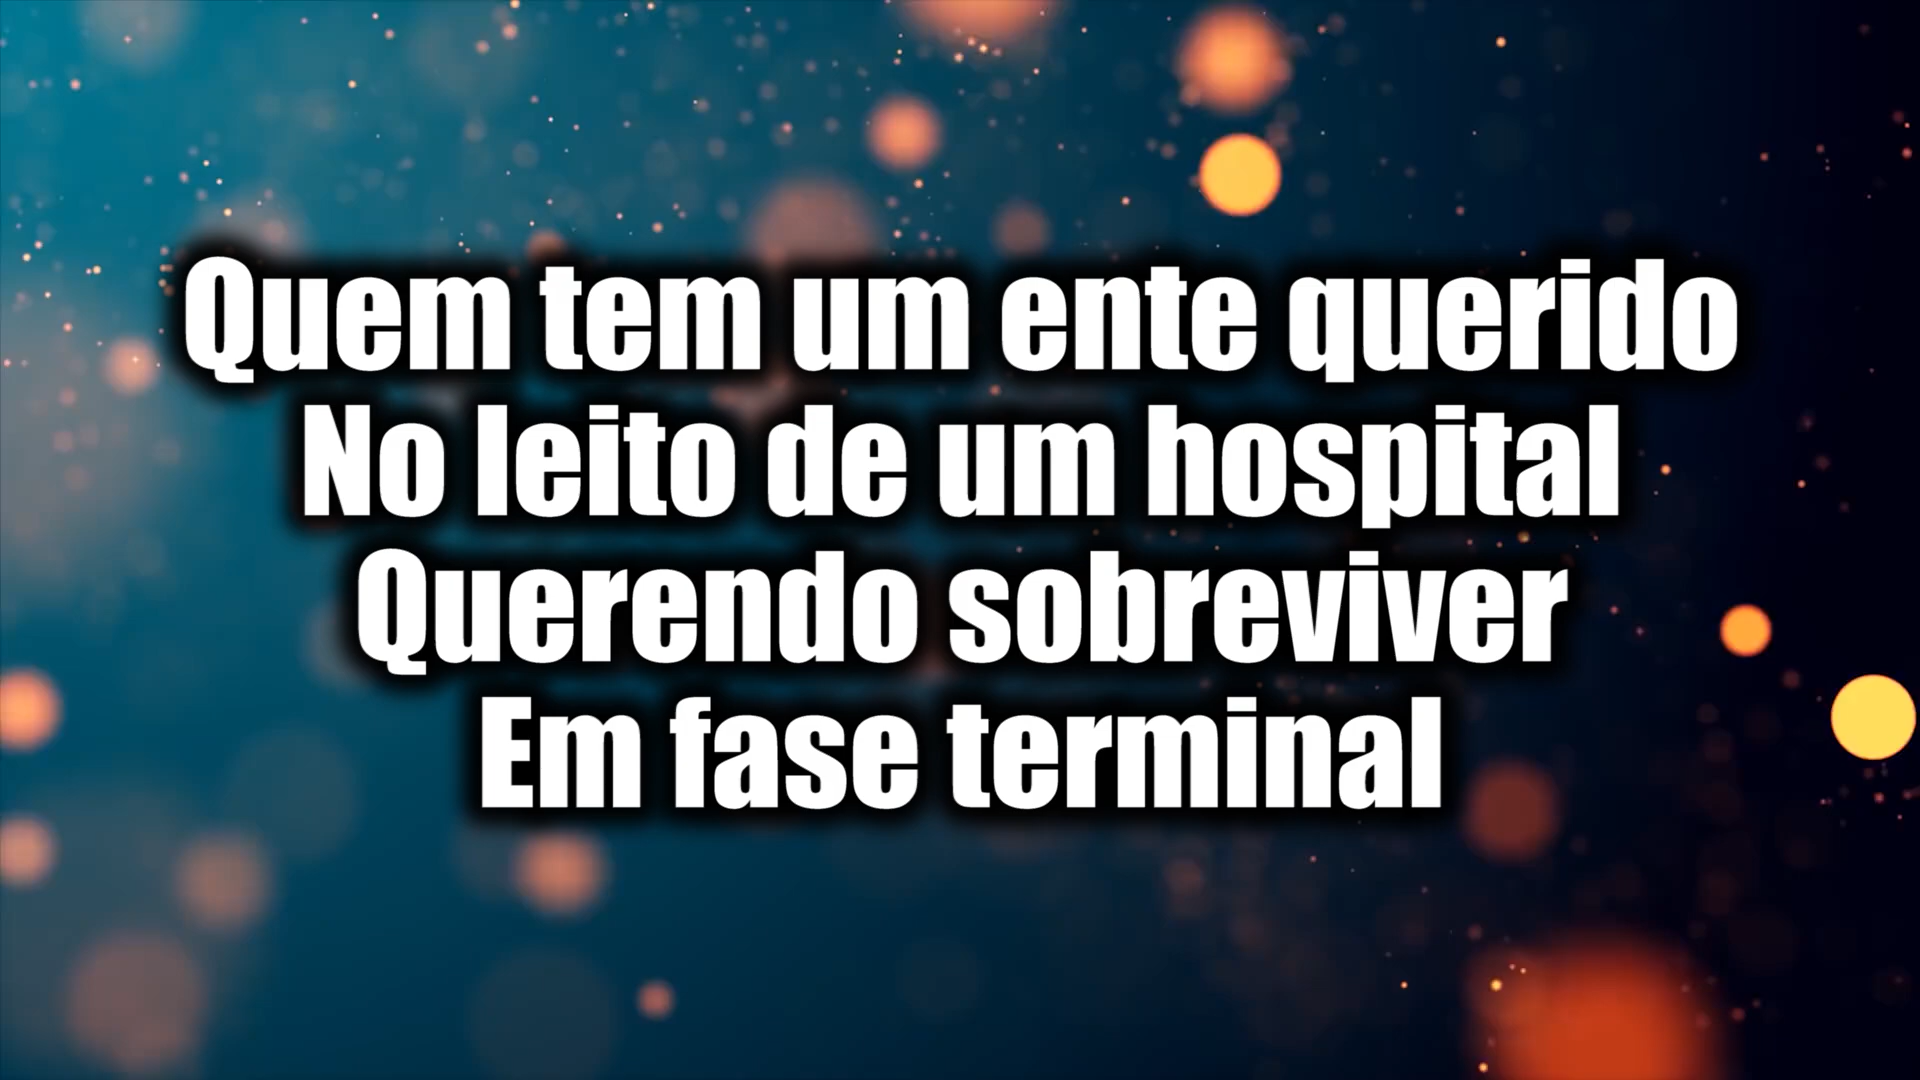 Quem tem um ente querido
No leito de um hospital
Querendo sobreviver
Em fase terminal